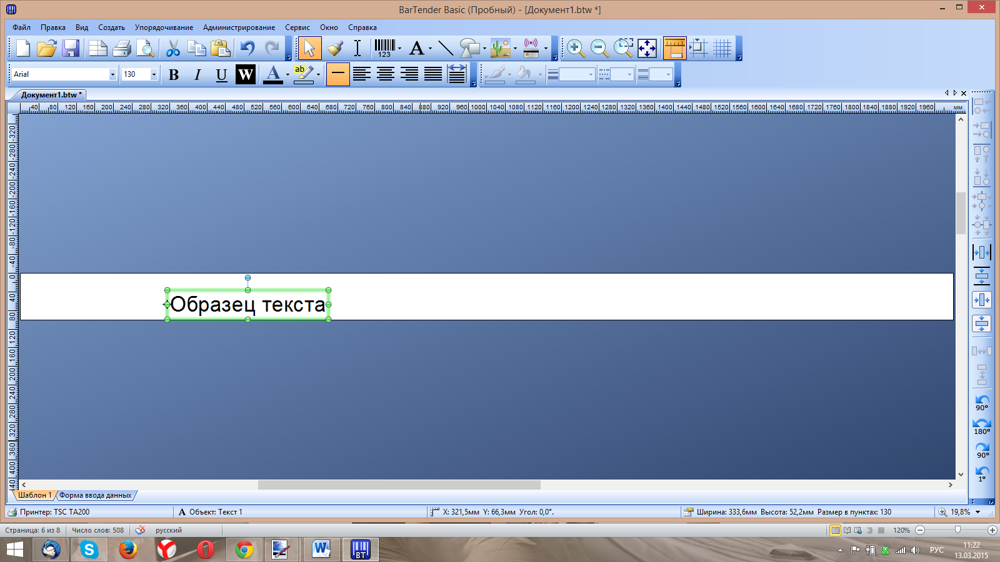 BarTender Basic (Пробный) - [Документ1.btw *]
Файл Правка Вид Создать Упорядочивание Администрирование Сервис Окно Справка
123 A
Arial 130 B I U W A ab
Документ1.btw *
40 80 120 160 200 240 280 320 360 400 440 480 520 560 600 640 680 720 760 800 840 880 920 960 1000 1040 1080 1120 1160 1200 1240 1280 1320 1360 1400 1440 1480 1520 1560 1600 1640 1680 1720 1760 1800 1840 1880 1920 1960 мм
-320
-280
-240
-200
-160
-120
-80
-40
0
40
80
120
160
200
240
280
320
360
400
440
Образец текста
90°
180°
90°
1°
Шаблон 1 Форма ввода данных
Принтер: TSC TA200 A Объект: Текст 1 X: 321,5мм Y: 66,3мм Угол: 0,0°. Ширина: 333,6мм Высота: 52,2мм Размер в пунктах: 130 19,8%
Страница: 6 из 8 Число слов: 508 русский 120%
BT
РУС
11:22
13.03.2015